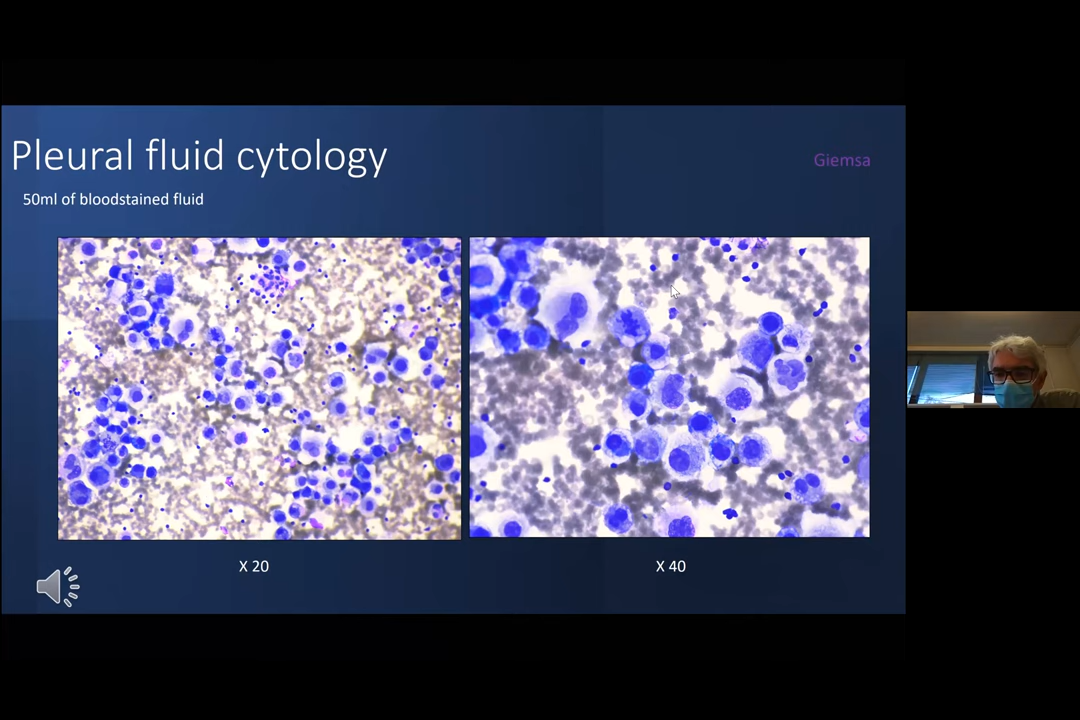 Pleural fluid cytology
Giemsa
50ml of bloodstained fluid
X 20
X 40